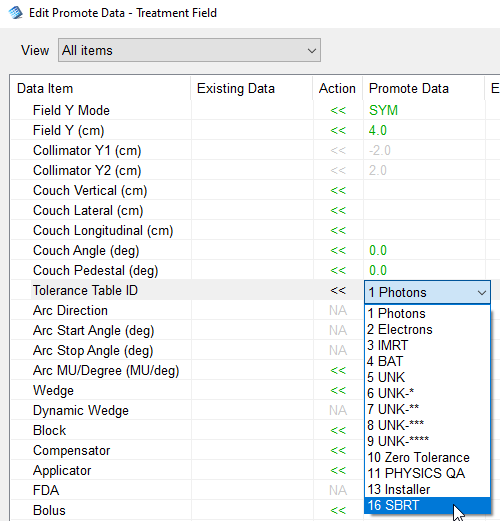 Edit Promote Data - Treatment Field
View All items
Data Item Existing Data Action Promote Data E
Field Y Mode << SYM
Field Y (cm) << 4.0
Collimator Y1 (cm) << -2.0
Collimator Y2 (cm) << 2.0
Couch Vertical (cm) <<
Couch Lateral (cm) <<
Couch Longitudinal (cm) <<
Couch Angle (deg) << 0.0
Couch Pedestal (deg) << 0.0
Tolerance Table ID << 1 Photons
Arc Direction NA
Arc Start Angle (deg) NA
Arc Stop Angle (deg) NA
Arc MU/Degree (MU/deg) <<
Wedge <<
Dynamic Wedge NA
Block <<
Compensator <<
Applicator <<
FDA NA
Bolus <<
1 Photons
2 Electrons
3 IMRT
4 BAT
5 UNK
6 UNK-*
7 UNK-**
8 UNK-***
9 UNK-****
10 Zero Tolerance
11 PHYSICS QA
13 Installer
16 SBRT